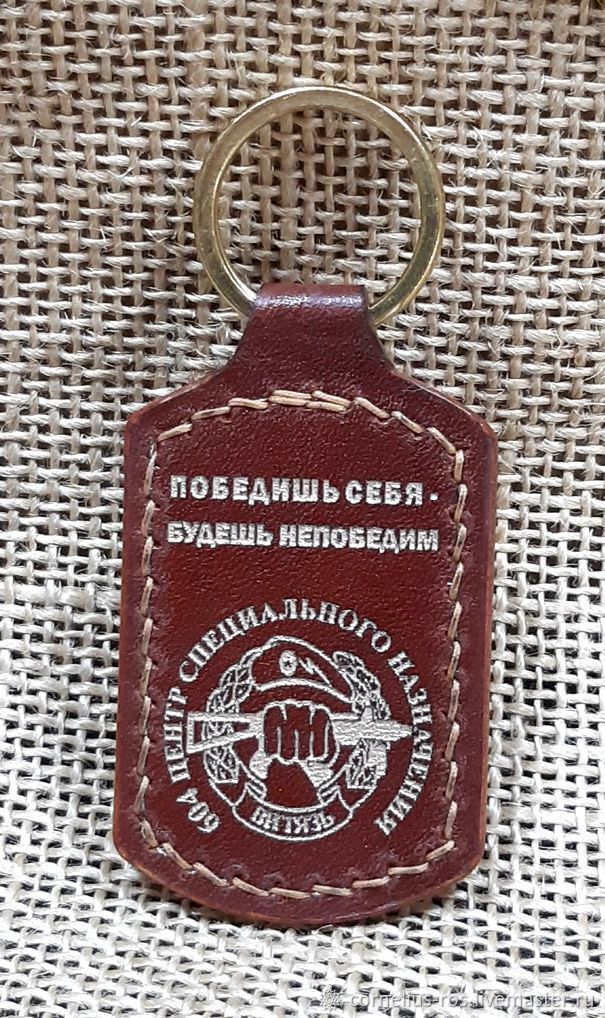 ПОБЕДИШЬ СЕБЯ -
БУДЕШЬ НЕПОБЕДИМ
604 ЦЕНТР СПЕЦИАЛЬНОГО НАЗНАЧЕНИЯ
ВИТЯЗЬ
cornelius-ros.livemaster.ru